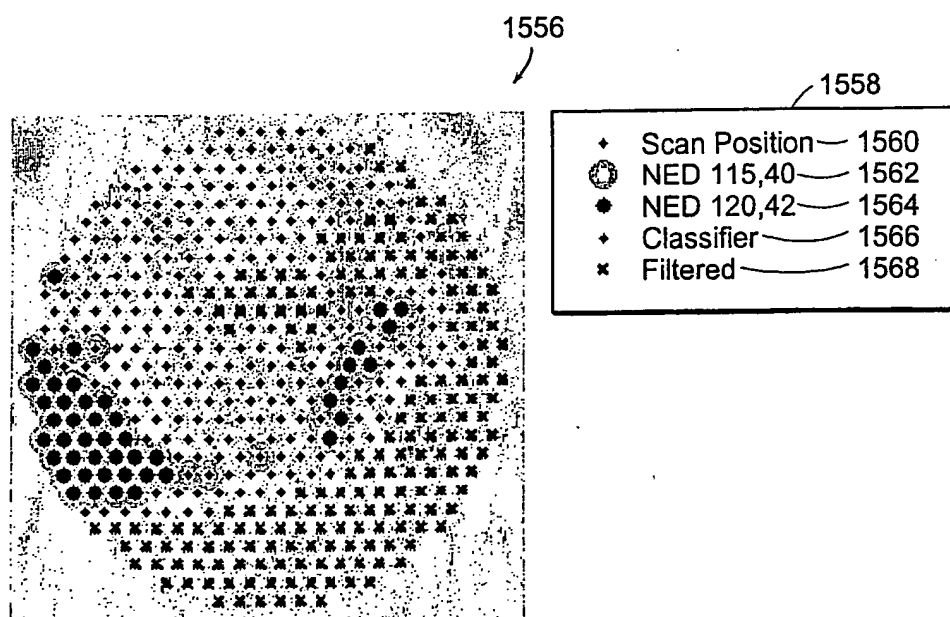 1556
1558
Scan Position 1560
NED 115,40 1562
NED 120,42 1564
Classifier 1566
Filtered 1568